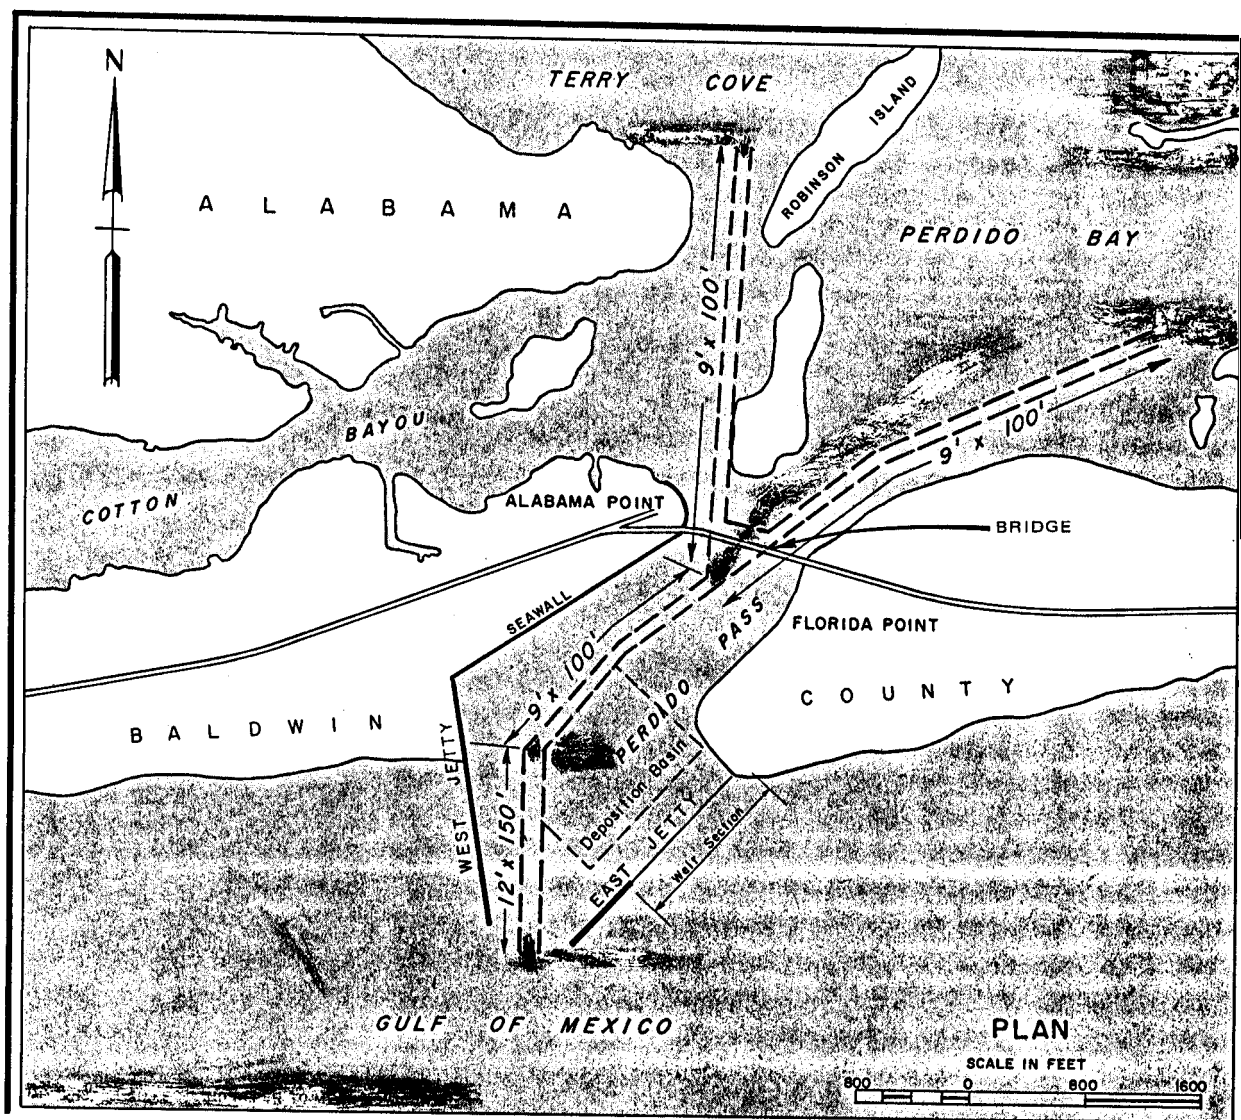 N
TERRY COVE
ROBINSON ISLAND
ALABAMA
PERDIDO BAY
9' x 100'
BAYOU
COTTON
9' x 100'
ALABAMA POINT
BRIDGE
SEAWALL
PASS
FLORIDA POINT
9' x 100'
PERDIDO
COUNTY
BALDWIN
WEST JETTY
Deposition Basin
12' x 150'
EAST JETTY
Weir Section
GULF OF MEXICO
PLAN
SCALE IN FEET
800 0 800 1600